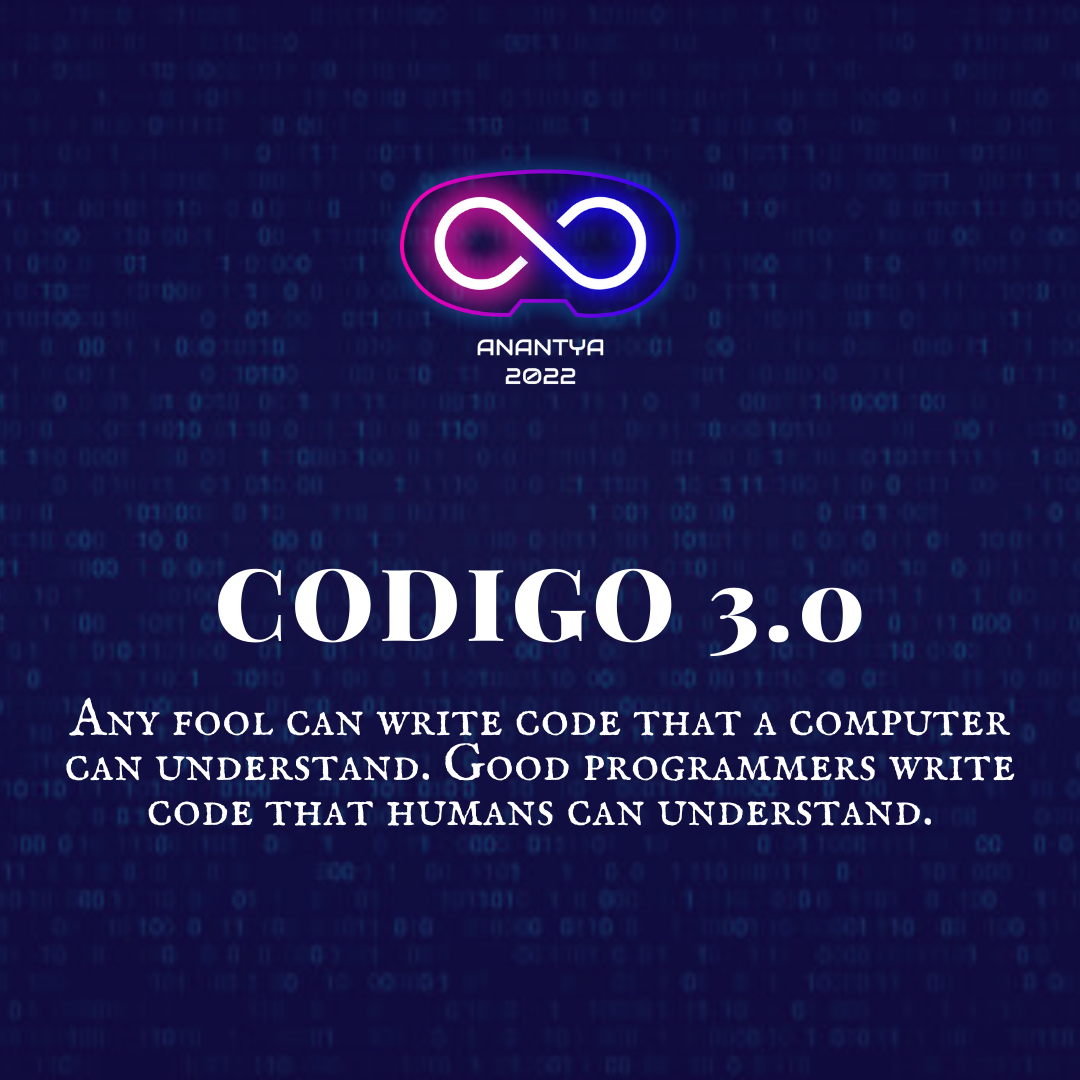 ANANTYA
2022
CODIGO 3.0
Any fool can write code that a computer
can understand. Good programmers write
code that humans can understand.